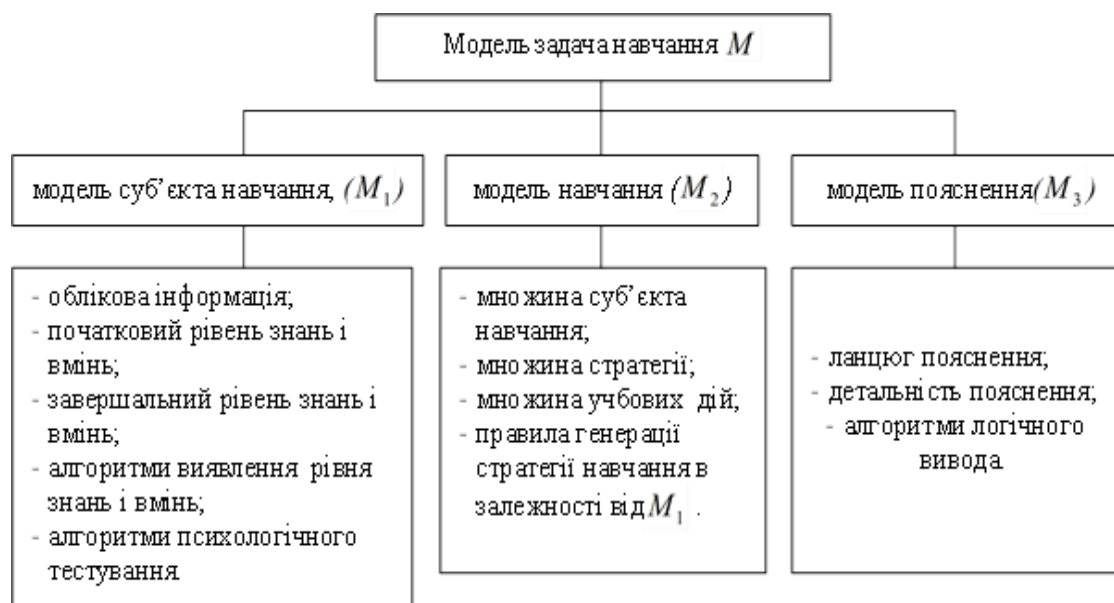 Модель задача навчання M
модель суб’єкта навчання, (M₁)
модель навчання (M₂)
модель пояснення(M₃)
- облікова інформація;
- початковий рівень знань і
вмінь;
- завершальний рівень знань і
вмінь;
- алгоритми виявлення рівня
знань і вмінь;
- алгоритми психологічного
тестування
- множина суб’єкта
навчання;
- множина стратегії;
- множина учбових дій;
- правила генерації
стратегії навчання в
залежності від M₁ .
- ланцюг пояснення;
- детальність пояснення;
- алгоритми логічного
вивода